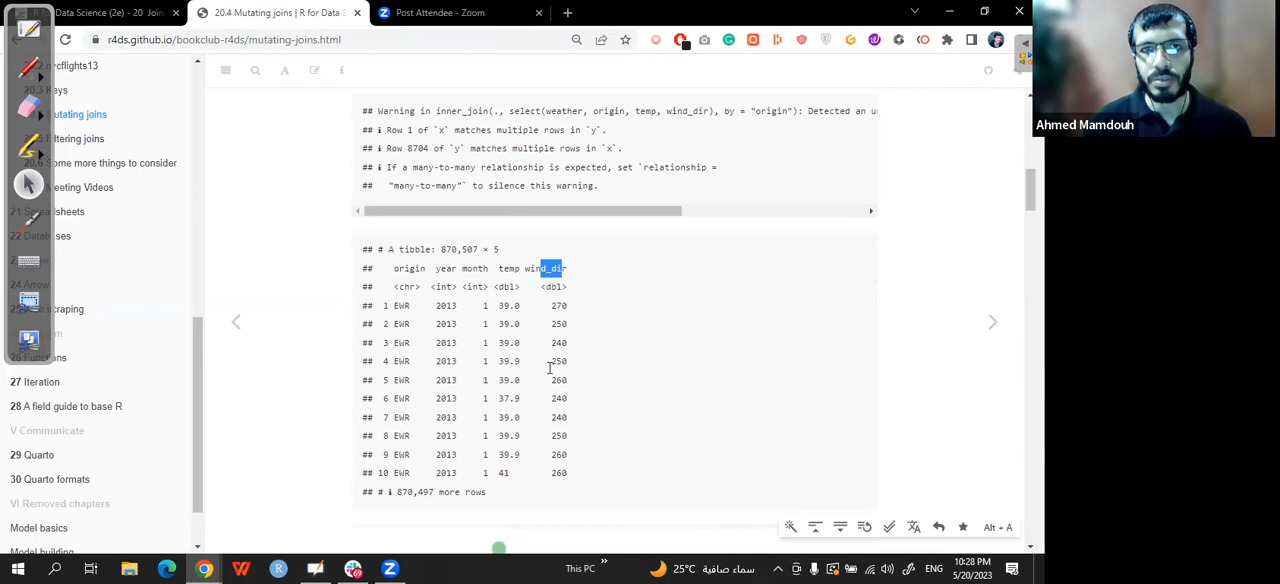 R for Data Science (2e) - 20 Join
20.4 Mutating joins | R for Data S
Post Attendee - Zoom
r4ds.github.io/bookclub-r4ds/mutating-joins.html
Ahmed Mamdouh
nycflights13
20.3 Keys
Mutating joins
Filtering joins
20.6 Some more things to consider
Meeting Videos
21 Spreadsheets
22 Databases
24 Arrow
scraping
26 Functions
27 Iteration
28 A field guide to base R
V Communicate
29 Quarto
30 Quarto formats
VI Removed chapters
Model basics
Model building
## Warning in inner_join(., select(weather, origin, temp, wind_dir), by = "origin"): Detected an u
## ℹ Row 1 of `x` matches multiple rows in `y`.
## ℹ Row 8704 of `y` matches multiple rows in `x`.
## ℹ If a many-to-many relationship is expected, set `relationship =
## "many-to-many"` to silence this warning.
## # A tibble: 870,507 × 5
## origin year month temp wind_dir
## <chr> <int> <int> <dbl> <dbl>
## 1 EWR 2013 1 39.0 270
## 2 EWR 2013 1 39.0 250
## 3 EWR 2013 1 39.0 240
## 4 EWR 2013 1 39.9 250
## 5 EWR 2013 1 39.0 260
## 6 EWR 2013 1 37.9 240
## 7 EWR 2013 1 39.0 240
## 8 EWR 2013 1 39.9 250
## 9 EWR 2013 1 39.9 260
## 10 EWR 2013 1 41 260
## # ℹ 870,497 more rows
Alt + A
This PC
25°C سماء صافية
ENG
10:28 PM
5/20/2023